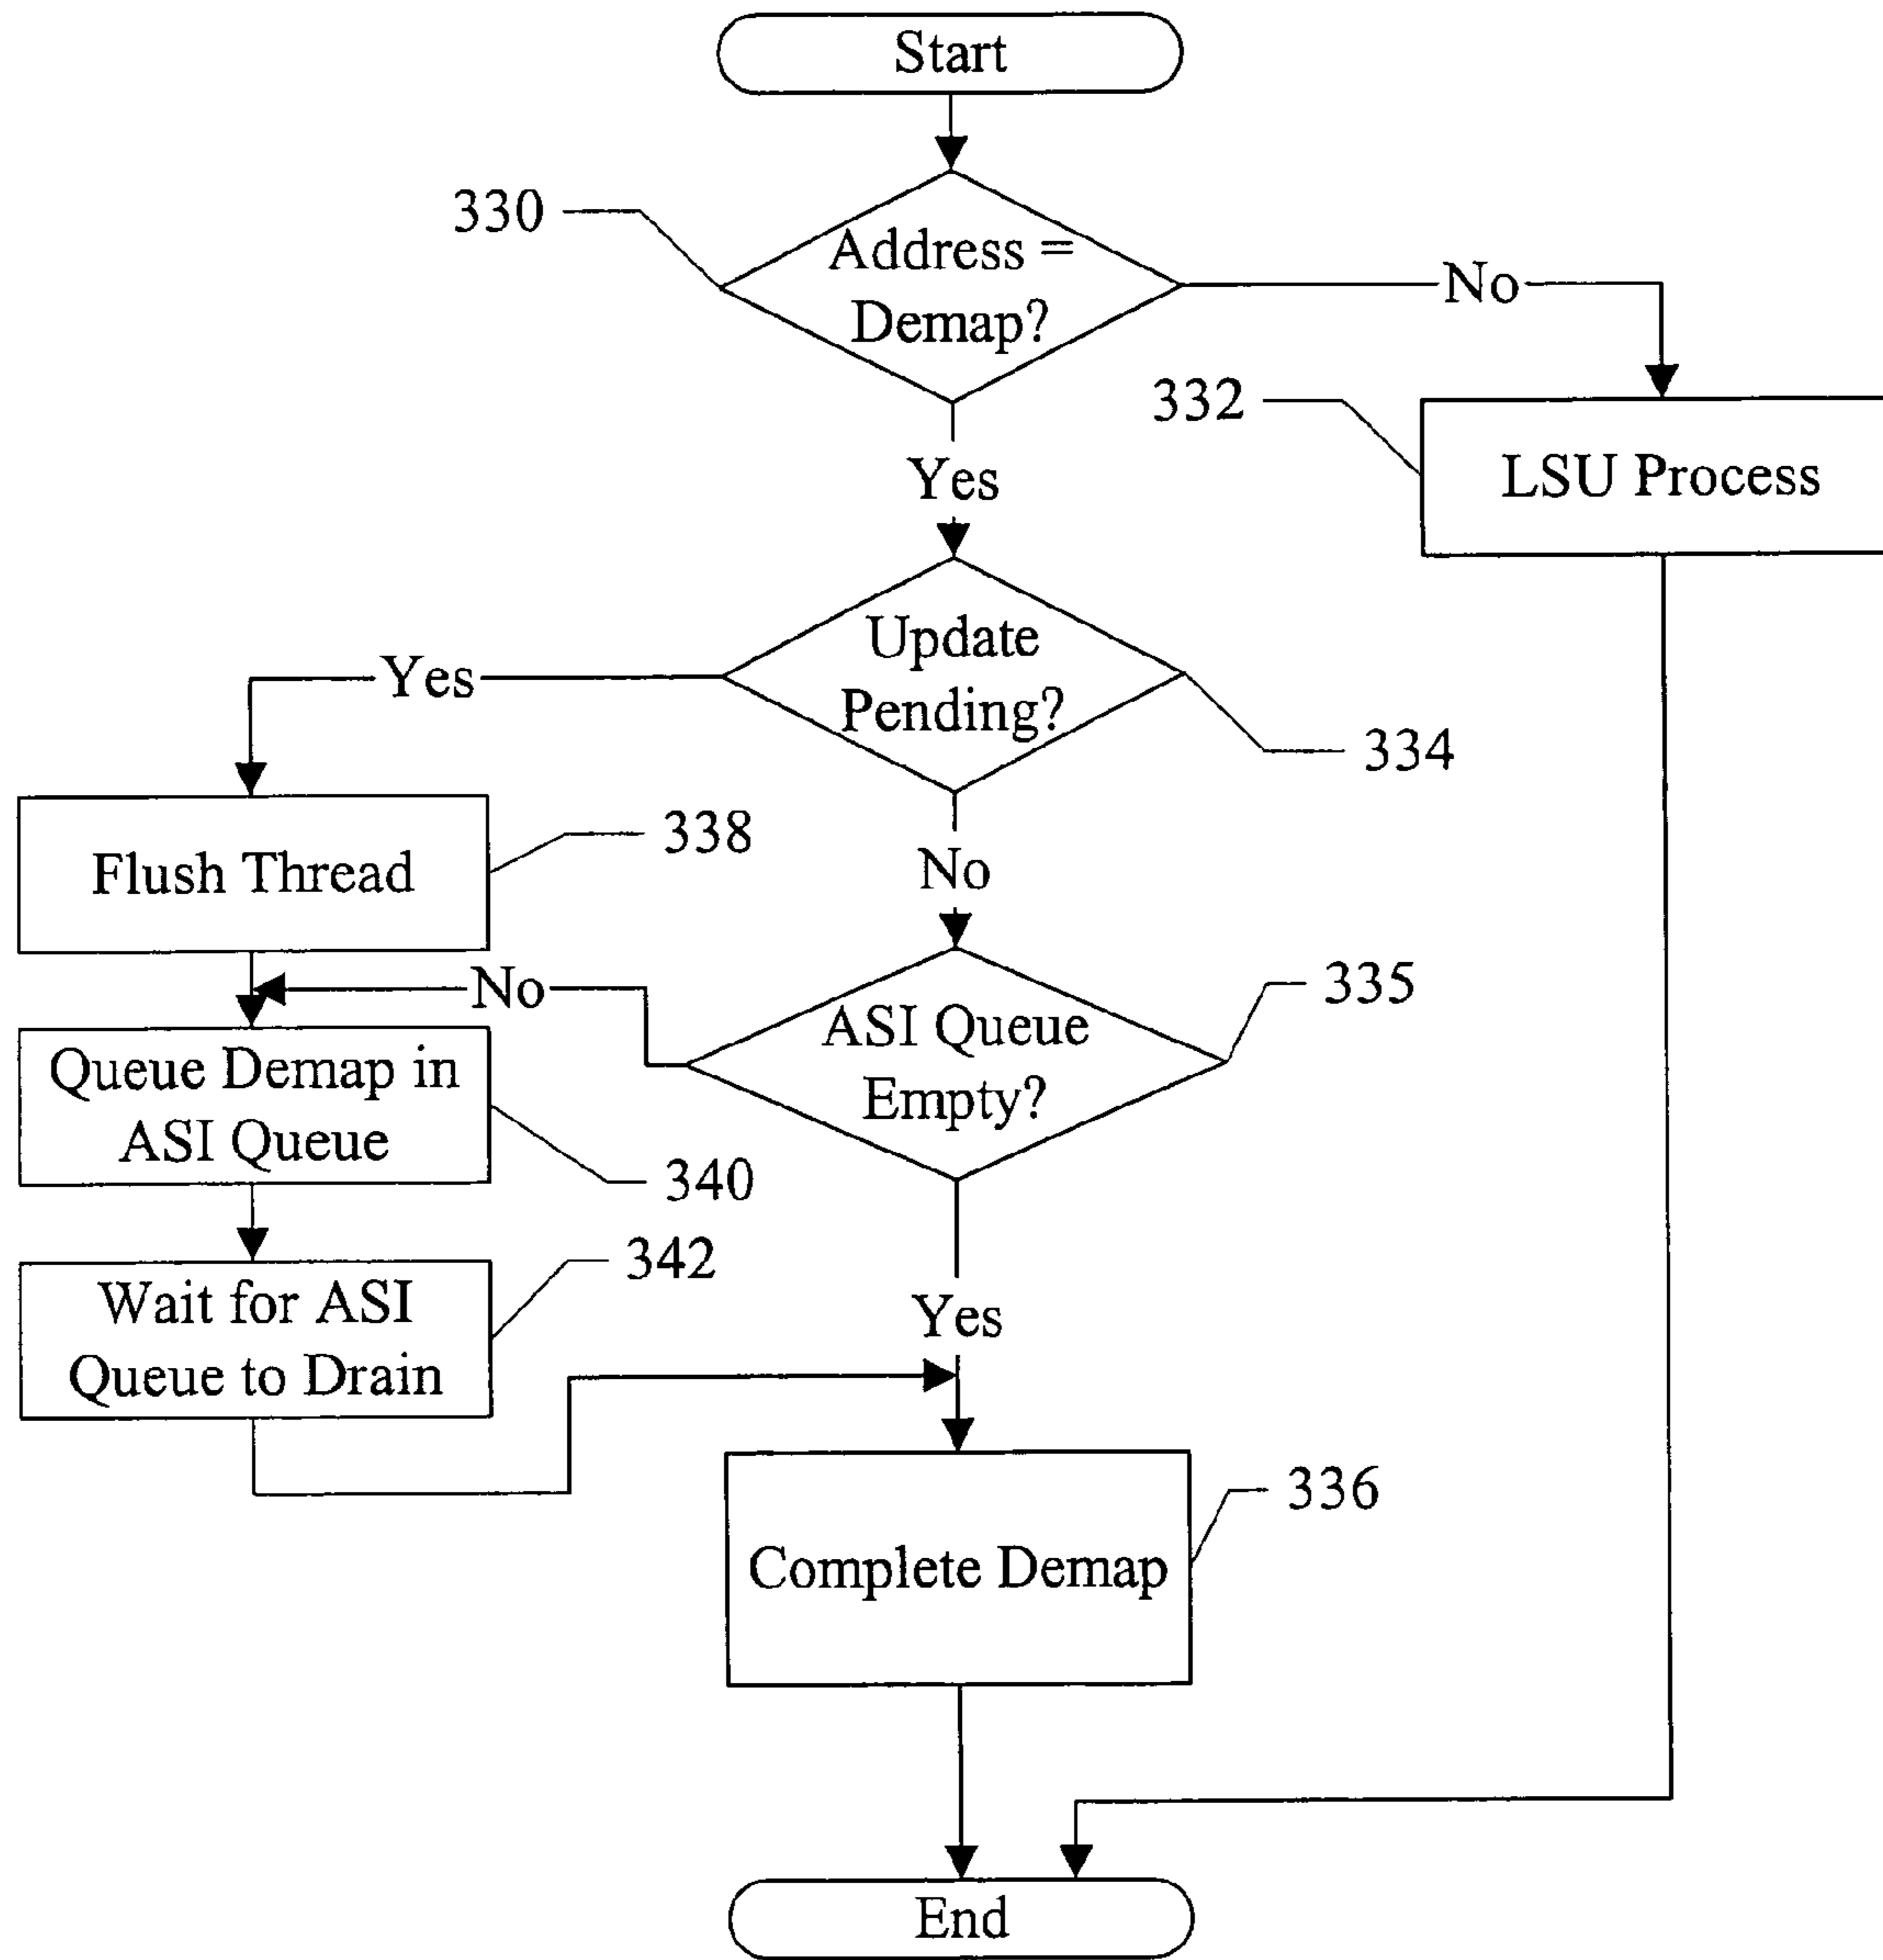 Start
330
Address =
Demap?
No
332
LSU Process
Yes
Update
Pending?
Yes
334
338
Flush Thread
No
No
335
ASI Queue
Empty?
Queue Demap in
ASI Queue
340
342
Wait for ASI
Queue to Drain
Yes
336
Complete Demap
End